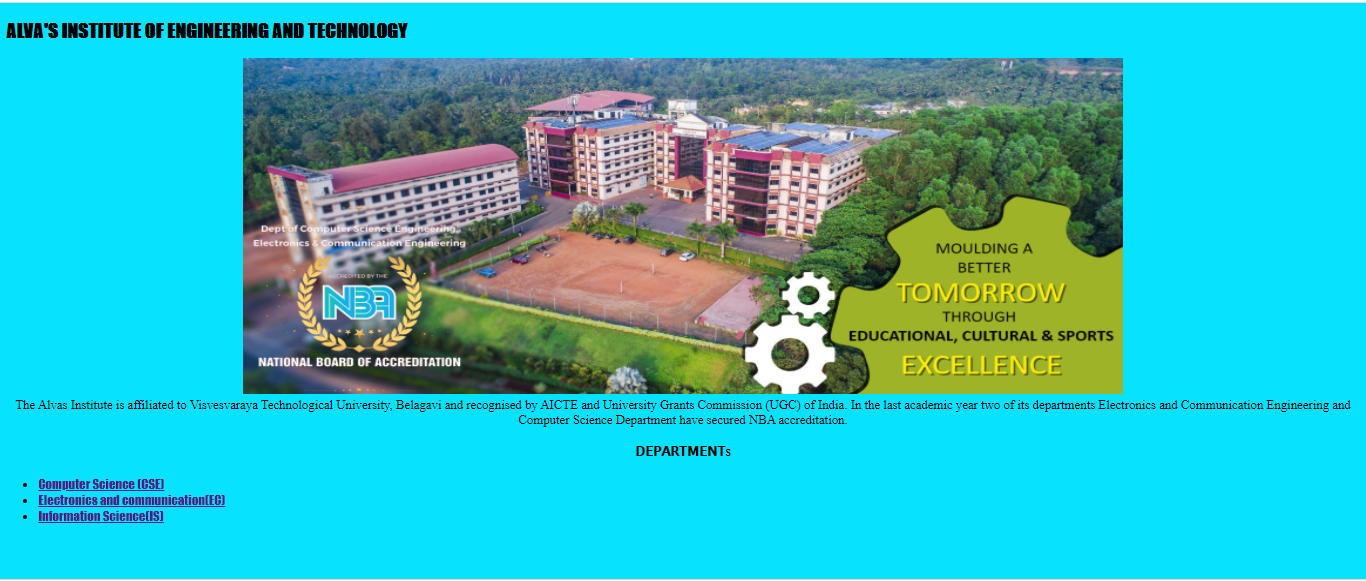 ALVA'S INSTITUTE OF ENGINEERING AND TECHNOLOGY
Dept of Computer Science Engineering,
Electronics & Communication Engineering
ACCREDITED BY THE
NBA
NATIONAL BOARD OF ACCREDITATION
MOULDING A
BETTER
TOMORROW
THROUGH
EDUCATIONAL, CULTURAL & SPORTS
EXCELLENCE
The Alvas Institute is affiliated to Visvesvaraya Technological University, Belagavi and recognised by AICTE and University Grants Commission (UGC) of India. In the last academic year two of its departments Electronics and Communication Engineering and
Computer Science Department have secured NBA accreditation.
DEPARTMENTs
Computer Science (CSE)
Electronics and communication(EC)
Information Science(IS)